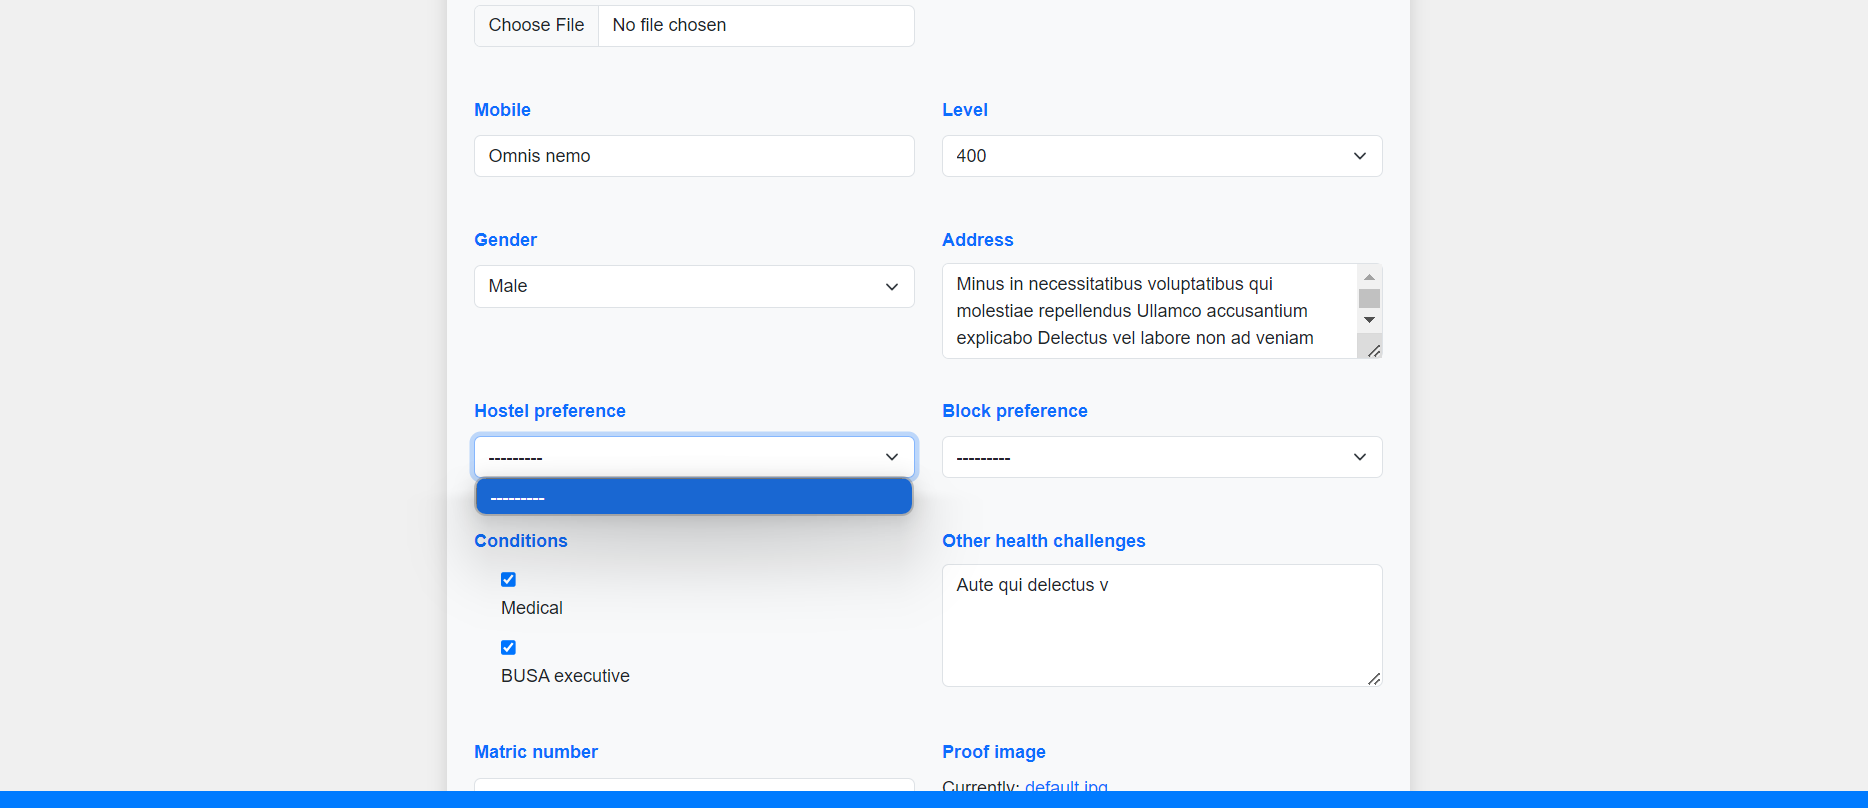 Choose File No file chosen
Mobile
Level
Omnis nemo
400
Gender
Address
Male
Minus in necessitatibus voluptatibus qui
molestiae repellendus Ullamco accusantium
explicabo Delectus vel labore non ad veniam
Hostel preference
Block preference
---------
---------
---------
Conditions
Other health challenges
Medical
BUSA executive
Aute qui delectus v
Matric number
Proof image
Currently: default.jpg